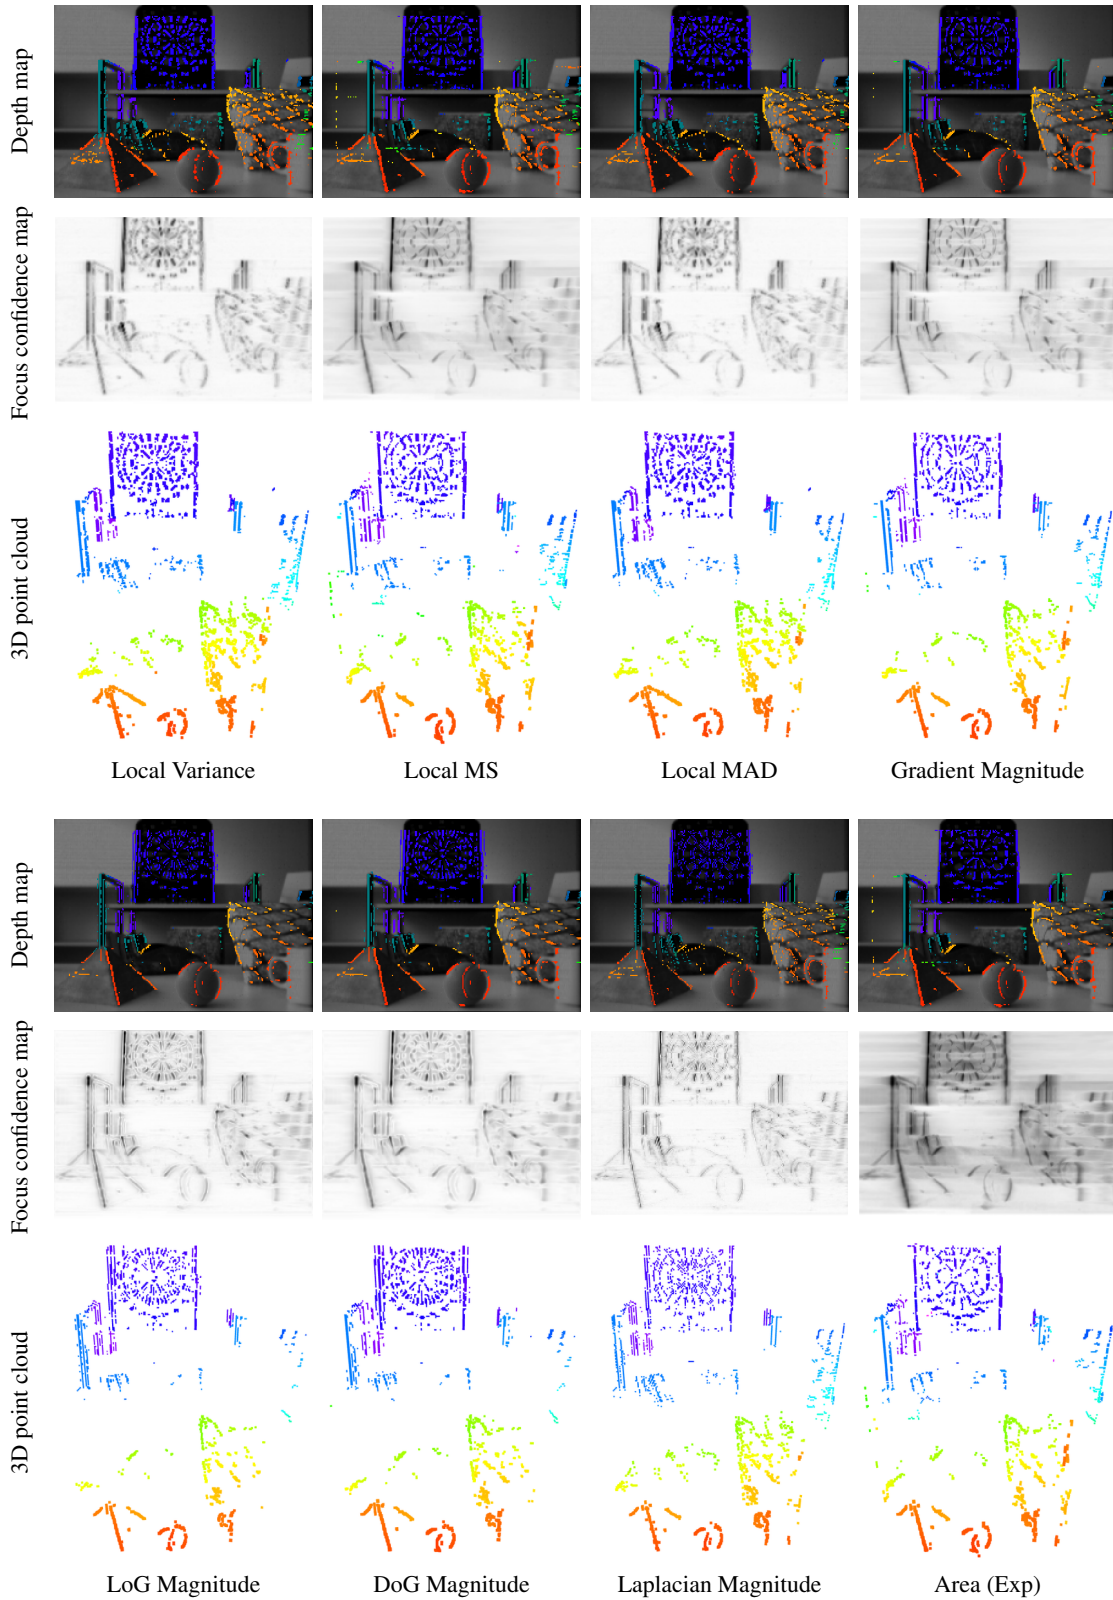 Depth map
Focus confidence map
3D point cloud
Local Variance
Local MS
Local MAD
Gradient Magnitude
Depth map
Focus confidence map
3D point cloud
LoG Magnitude
DoG Magnitude
Laplacian Magnitude
Area (Exp)